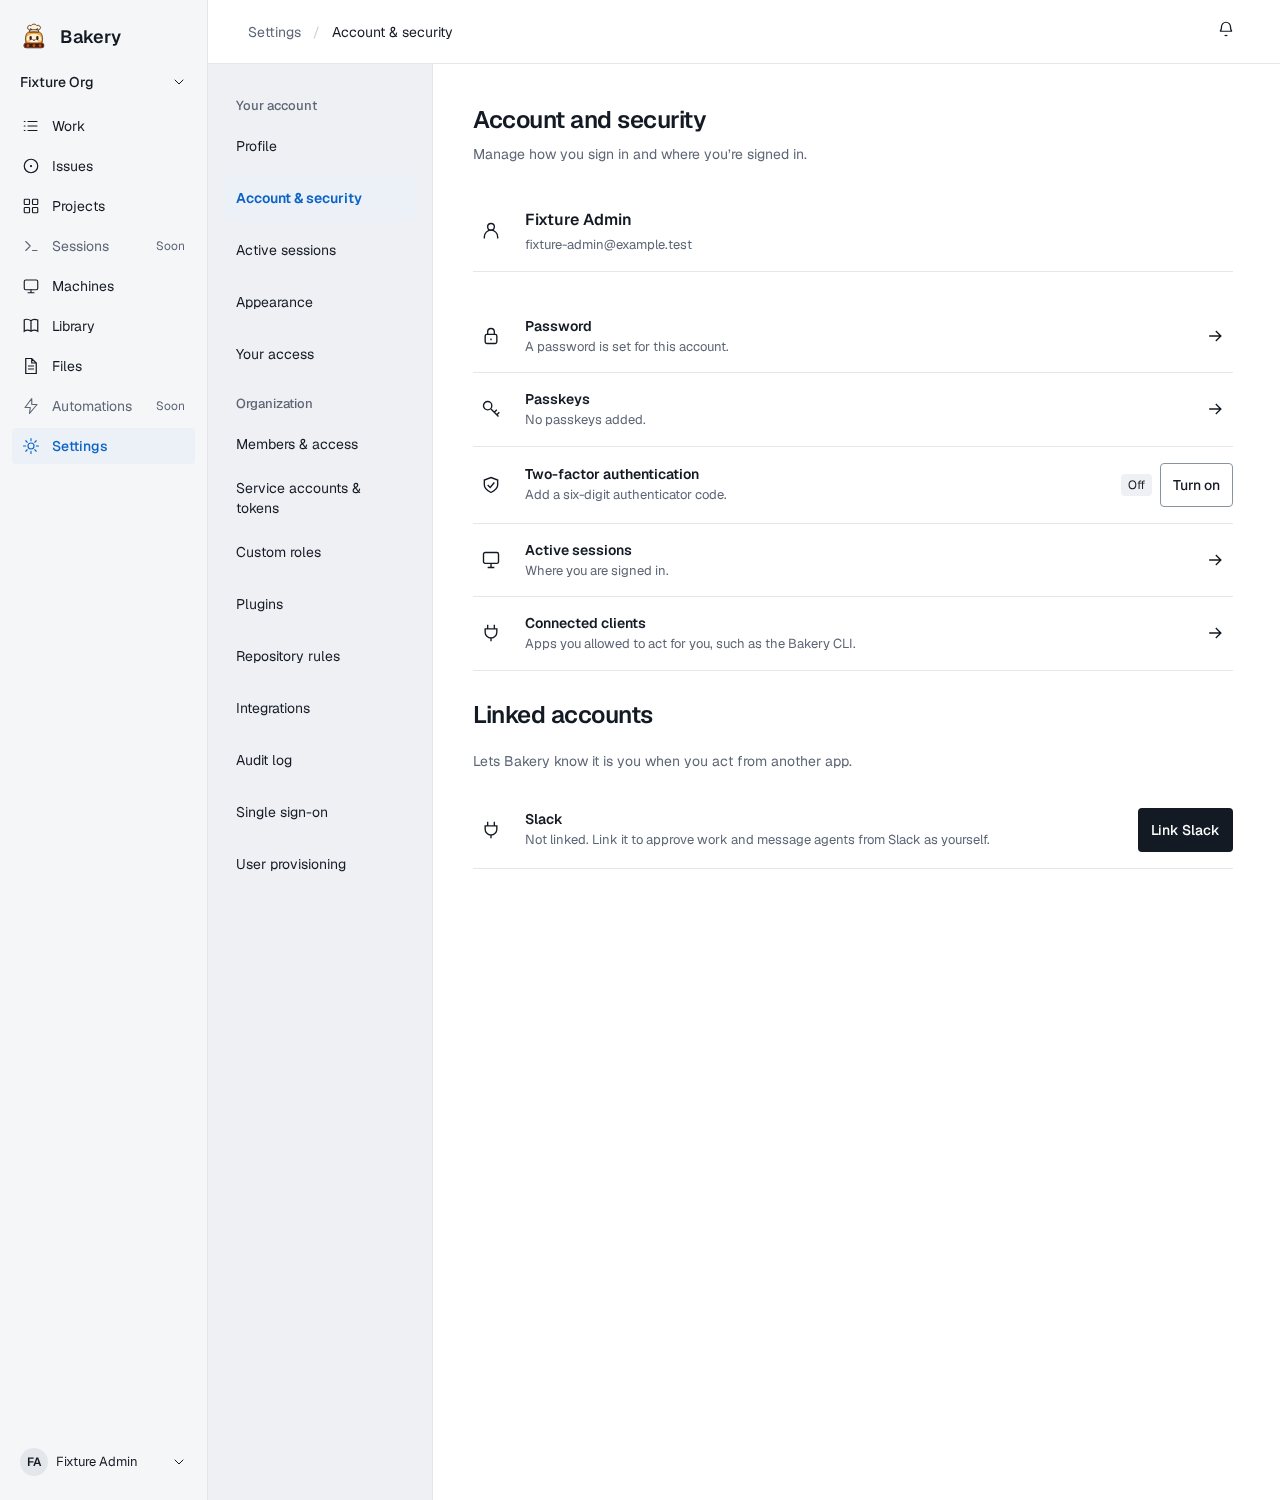 Bakery
Fixture Org
Work
Issues
Projects
Sessions Soon
Machines
Library
Files
Automations Soon
Settings
FA Fixture Admin
Settings / Account & security
Your account
Profile
Account & security
Active sessions
Appearance
Your access
Organization
Members & access
Service accounts &
tokens
Custom roles
Plugins
Repository rules
Integrations
Audit log
Single sign-on
User provisioning
Account and security
Manage how you sign in and where you're signed in.
Fixture Admin
fixture-admin@example.test
Password
A password is set for this account.
Passkeys
No passkeys added.
Two-factor authentication
Add a six-digit authenticator code.
Off Turn on
Active sessions
Where you are signed in.
Connected clients
Apps you allowed to act for you, such as the Bakery CLI.
Linked accounts
Lets Bakery know it is you when you act from another app.
Slack
Not linked. Link it to approve work and message agents from Slack as yourself.
Link Slack